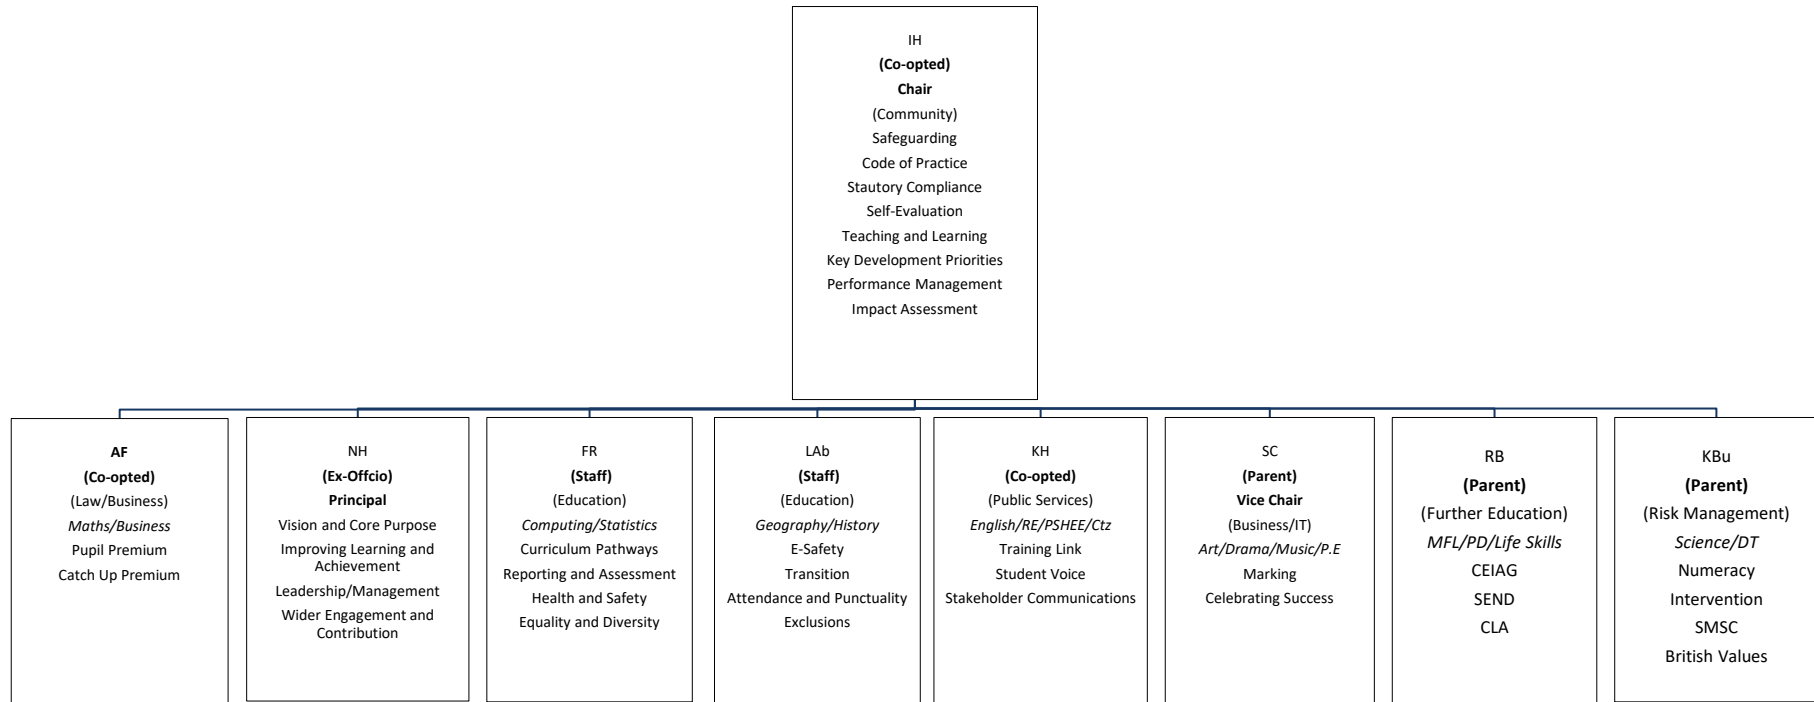 IH
(Co-opted)
Chair
(Community)
Safeguarding
Code of Practice
Stautory Compliance
Self-Evaluation
Teaching and Learning
Key Development Priorities
Performance Management
Impact Assessment
AF
(Co-opted)
(Law/Business)
Maths/Business
Pupil Premium
Catch Up Premium
NH
(Ex-Offcio)
Principal
Vision and Core Purpose
Improving Learning and
Achievement
Leadership/Management
Wider Engagement and
Contribution
FR
(Staff)
(Education)
Computing/Statistics
Curriculum Pathways
Reporting and Assessment
Health and Safety
Equality and Diversity
LAb
(Staff)
(Education)
Geography/History
E-Safety
Transition
Attendance and Punctuality
Exclusions
KH
(Co-opted)
(Public Services)
English/RE/PSHEE/Ctz
Training Link
Student Voice
Stakeholder Communications
SC
(Parent)
Vice Chair
(Business/IT)
Art/Drama/Music/P.E
Marking
Celebrating Success
RB
(Parent)
(Further Education)
MFL/PD/Life Skills
CEIAG
SEND
CLA
KBu
(Parent)
(Risk Management)
Science/DT
Numeracy
Intervention
SMSC
British Values